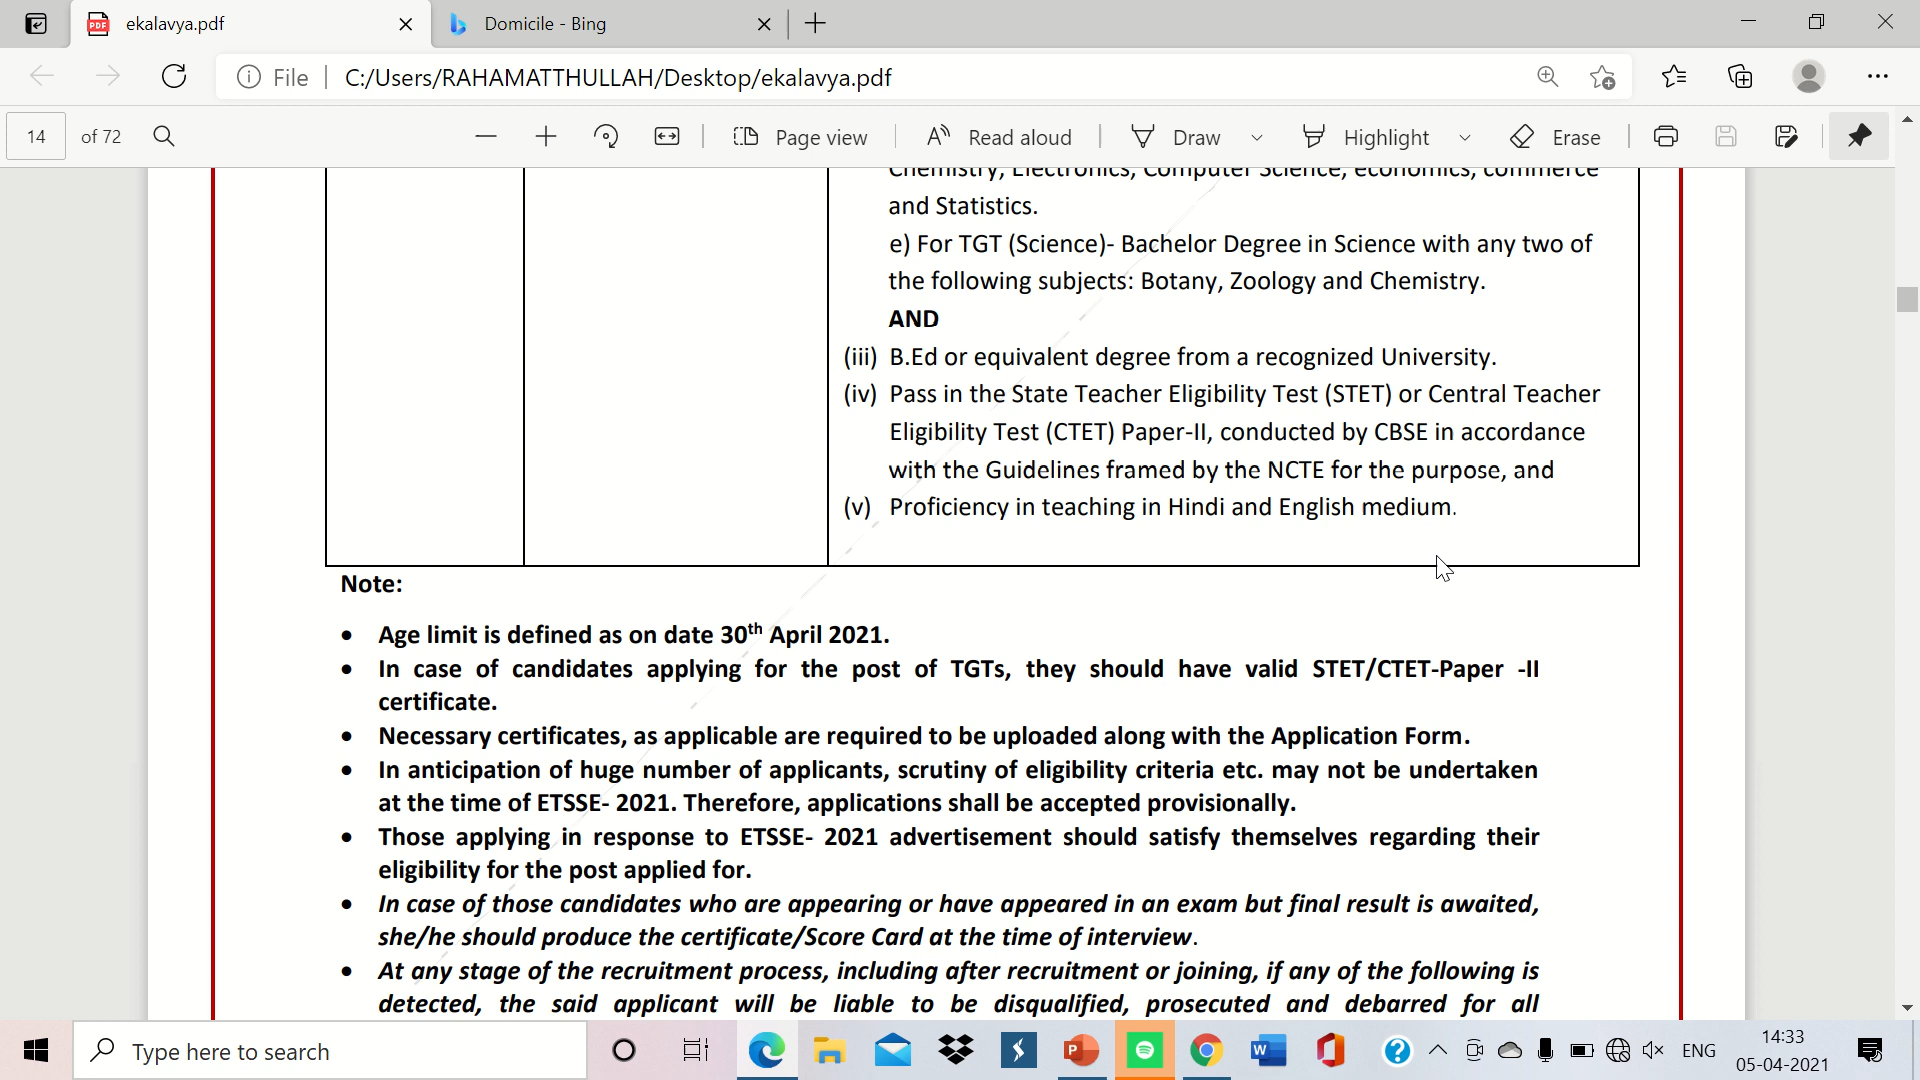 ekalavya.pdf
Domicile - Bing
File
C:/Users/RAHAMATTHULLAH/Desktop/ekalavya.pdf
14 of 72
Page view
Read aloud
Draw
Highlight
Erase
Chemistry, Electronics, Computer Science, economics, commerce
and Statistics.
e) For TGT (Science)- Bachelor Degree in Science with any two of
the following subjects: Botany, Zoology and Chemistry.
AND
(iii) B.Ed or equivalent degree from a recognized University.
(iv) Pass in the State Teacher Eligibility Test (STET) or Central Teacher
Eligibility Test (CTET) Paper-II, conducted by CBSE in accordance
with the Guidelines framed by the NCTE for the purpose, and
(v) Proficiency in teaching in Hindi and English medium.
Note:
• Age limit is defined as on date 30th April 2021.
• In case of candidates applying for the post of TGTs, they should have valid STET/CTET-Paper -II
certificate.
• Necessary certificates, as applicable are required to be uploaded along with the Application Form.
• In anticipation of huge number of applicants, scrutiny of eligibility criteria etc. may not be undertaken
at the time of ETSSE- 2021. Therefore, applications shall be accepted provisionally.
• Those applying in response to ETSSE- 2021 advertisement should satisfy themselves regarding their
eligibility for the post applied for.
• In case of those candidates who are appearing or have appeared in an exam but final result is awaited,
she/he should produce the certificate/Score Card at the time of interview.
• At any stage of the recruitment process, including after recruitment or joining, if any of the following is
detected, the said applicant will be liable to be disqualified, prosecuted and debarred for all
Type here to search
ENG
14:33
05-04-2021